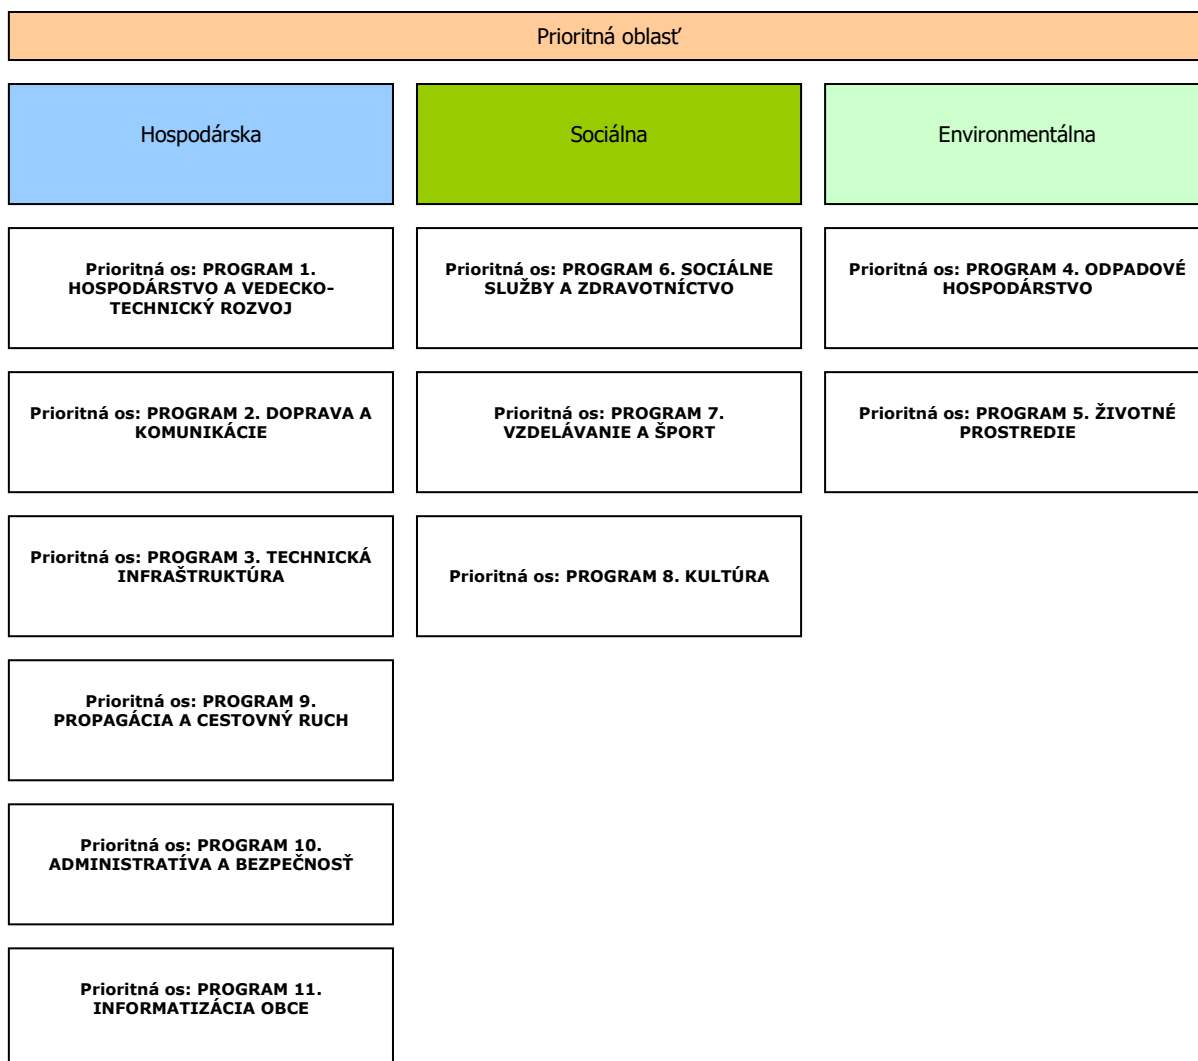 Prioritná oblasť
Hospodárska
Sociálna
Environmentálna
Prioritná os: PROGRAM 1.
HOSPODÁRSTVO A VEDECKO-
TECHNICKÝ ROZVOJ
Prioritná os: PROGRAM 6. SOCIÁLNE
SLUŽBY A ZDRAVOTNÍCTVO
Prioritná os: PROGRAM 4. ODPADOVÉ
HOSPODÁRSTVO
Prioritná os: PROGRAM 2. DOPRAVA A
KOMUNIKÁCIE
Prioritná os: PROGRAM 7.
VZDELÁVANIE A ŠPORT
Prioritná os: PROGRAM 5. ŽIVOTNÉ
PROSTREDIE
Prioritná os: PROGRAM 3. TECHNICKÁ
INFRAŠTRUKTÚRA
Prioritná os: PROGRAM 8. KULTÚRA
Prioritná os: PROGRAM 9.
PROPAGÁCIA A CESTOVNÝ RUCH
Prioritná os: PROGRAM 10.
ADMINISTRATÍVA A BEZPEČNOSŤ
Prioritná os: PROGRAM 11.
INFORMATIZÁCIA OBCE